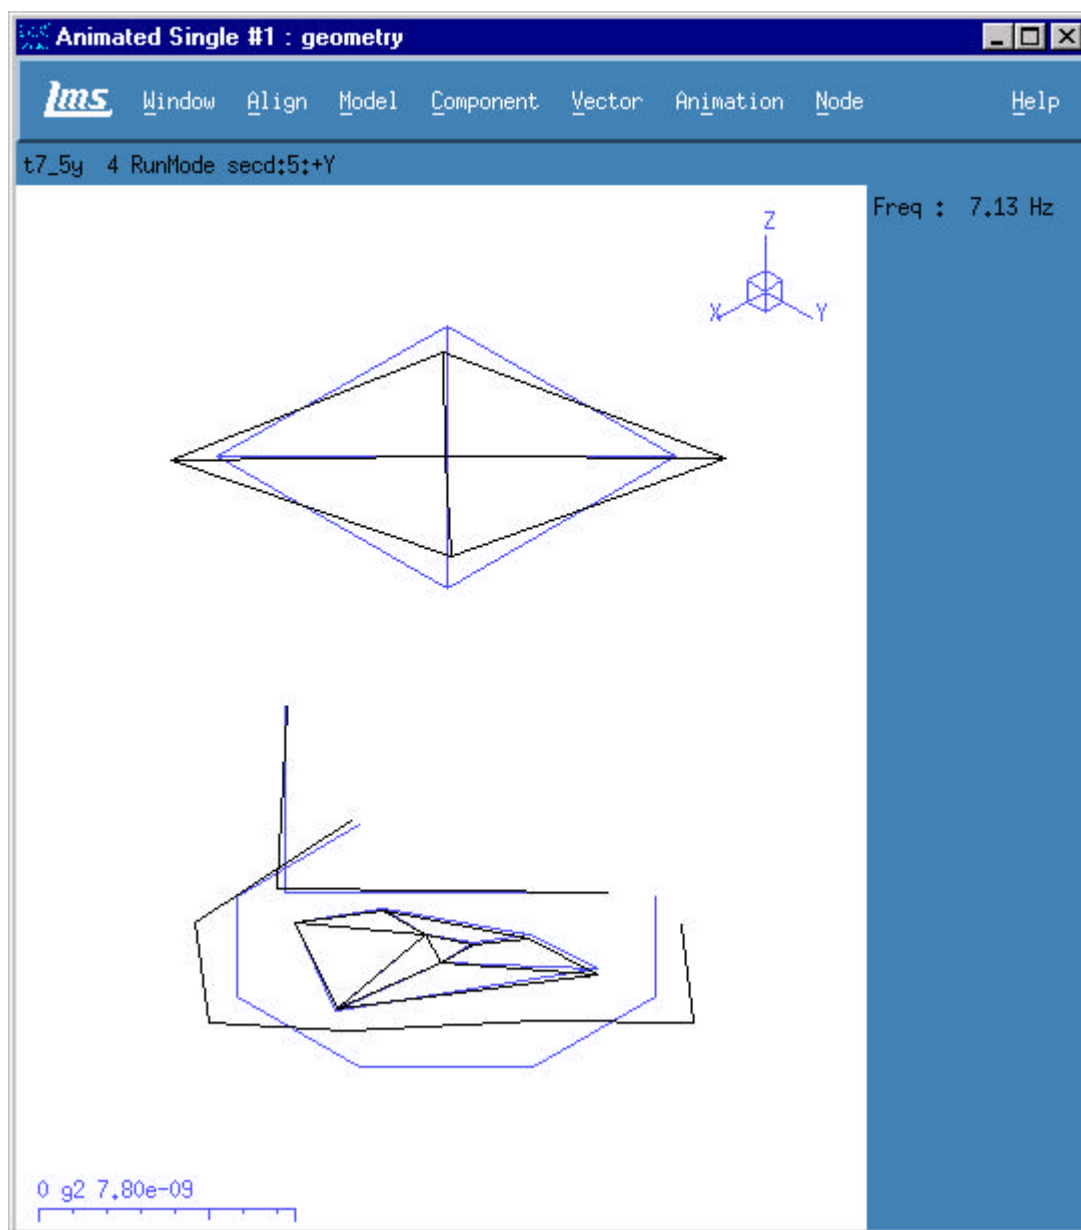 Animated Single #1 : geometry
lms Window Align Model Component Vector Animation Node Help
t7_5y 4 RunMode secd:5:+Y
Freq : 7.13 Hz
Z
X Y
0 g2 7.80e-09